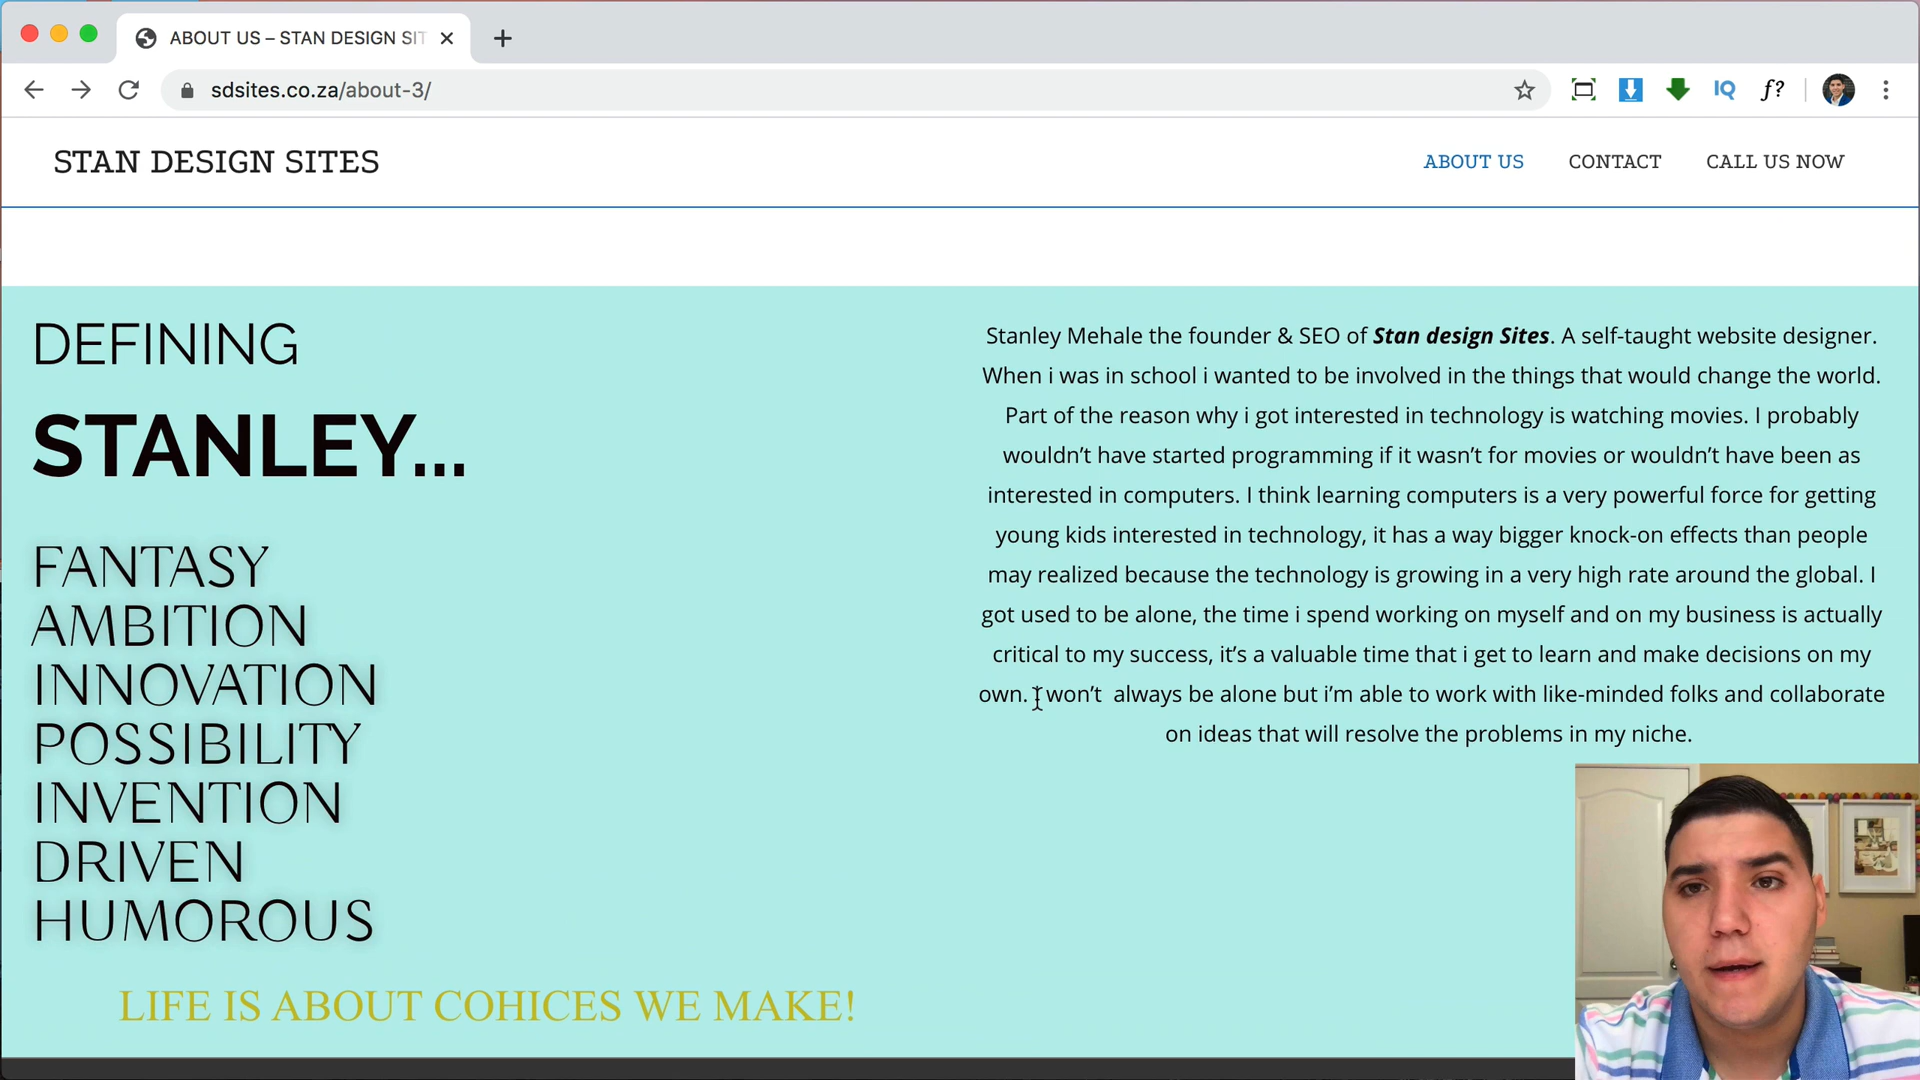 ABOUT US – STAN DESIGN SIT
sdsites.co.za/about-3/
IQ
f?
STAN DESIGN SITES
ABOUT US
CONTACT
CALL US NOW
DEFINING
STANLEY...
FANTASY
AMBITION
INNOVATION
POSSIBILITY
INVENTION
DRIVEN
HUMOROUS
LIFE IS ABOUT COHICES WE MAKE!
Stanley Mehale the founder & SEO of Stan design Sites. A self-taught website designer.
When i was in school i wanted to be involved in the things that would change the world.
Part of the reason why i got interested in technology is watching movies. I probably
wouldn't have started programming if it wasn't for movies or wouldn't have been as
interested in computers. I think learning computers is a very powerful force for getting
young kids interested in technology, it has a way bigger knock-on effects than people
may realized because the technology is growing in a very high rate around the global. I
got used to be alone, the time i spend working on myself and on my business is actually
critical to my success, it's a valuable time that i get to learn and make decisions on my
own. I won't always be alone but i'm able to work with like-minded folks and collaborate
on ideas that will resolve the problems in my niche.